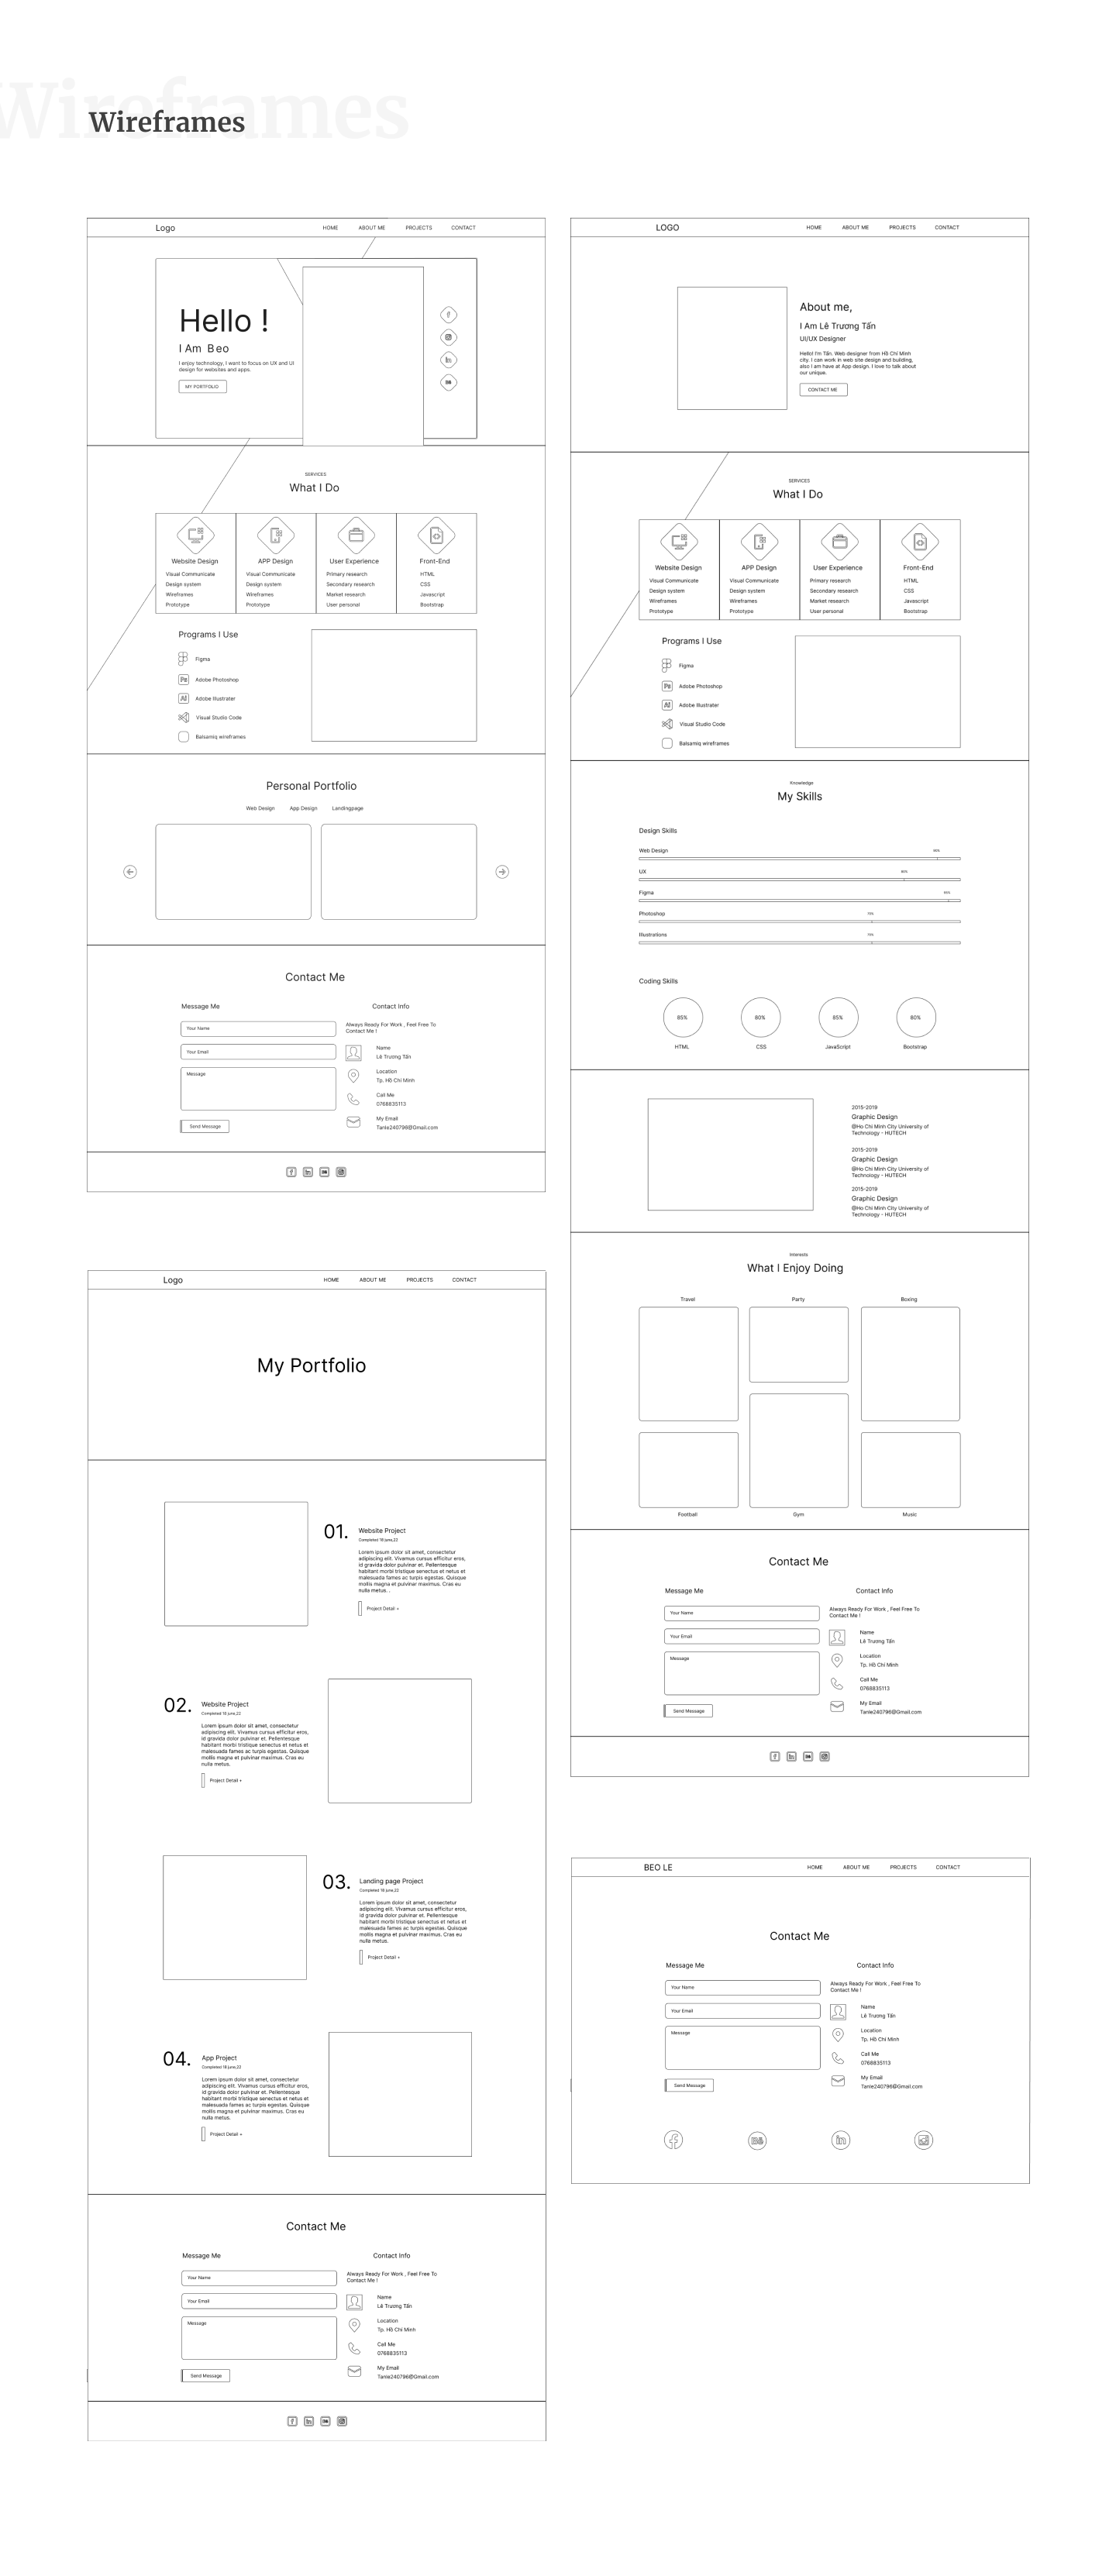 Wireframes
Wireframes
Logo
HOME ABOUT ME PROJECTS CONTACT
Hello !
I Am Beo
I enjoy technology, I want to focus on UX and UI
design for websites and apps.
MY PORTFOLIO
SERVICES
What I Do
Website Design APP Design User Experience Front-End
Visual Communicate Visual Communicate Primary research HTML
Design system Design system Secondary research CSS
Wireframes Wireframes Market research Javascript
Prototype Prototype User personal Bootstrap
Programs I Use
Figma
Adobe Photoshop
Adobe Illustrater
Visual Studio Code
Balsamiq wireframes
Personal Portfolio
Web Design App Design Landingpage
Contact Me
Message Me Contact Info
Your Name
Your Email
Message
Send Message
Always Ready For Work , Feel Free To
Contact Me !
Name
Lê Trương Tấn
Location
Tp. Hồ Chí Minh
Call Me
0768835113
My Email
Tanle240796@Gmail.com
Logo
HOME ABOUT ME PROJECTS CONTACT
My Portfolio
01. Website Project
Completed 18 june,22
Lorem ipsum dolor sit amet, consectetur
adipiscing elit. Vivamus cursus efficitur eros,
id gravida dolor pulvinar et. Pellentesque
habitant morbi tristique senectus et netus et
malesuada fames ac turpis egestas. Quisque
mollis magna et pulvinar maximus. Cras eu
nulla metus. .
Project Detail +
02. Website Project
Completed 18 june,22
Lorem ipsum dolor sit amet, consectetur
adipiscing elit. Vivamus cursus efficitur eros,
id gravida dolor pulvinar et. Pellentesque
habitant morbi tristique senectus et netus et
malesuada fames ac turpis egestas. Quisque
mollis magna et pulvinar maximus. Cras eu
nulla metus.
Project Detail +
03. Landing page Project
Completed 18 june,22
Lorem ipsum dolor sit amet, consectetur
adipiscing elit. Vivamus cursus efficitur eros,
id gravida dolor pulvinar et. Pellentesque
habitant morbi tristique senectus et netus et
malesuada fames ac turpis egestas. Quisque
mollis magna et pulvinar maximus. Cras eu
nulla metus.
Project Detail +
04. App Project
Completed 18 june,22
Lorem ipsum dolor sit amet, consectetur
adipiscing elit. Vivamus cursus efficitur eros,
id gravida dolor pulvinar et. Pellentesque
habitant morbi tristique senectus et netus et
malesuada fames ac turpis egestas. Quisque
mollis magna et pulvinar maximus. Cras eu
nulla metus.
Project Detail +
Contact Me
Message Me Contact Info
Your Name
Your Email
Message
Send Message
Always Ready For Work , Feel Free To
Contact Me !
Name
Lê Trương Tấn
Location
Tp. Hồ Chí Minh
Call Me
0768835113
My Email
Tanle240796@Gmail.com
LOGO
HOME ABOUT ME PROJECTS CONTACT
About me,
I Am Lê Trương Tấn
UI/UX Designer
Hello! I'm Tấn. Web designer from Hồ Chí Minh
city. I can work in web site design and building,
also I am have at App design. I love to talk about
our unique.
CONTACT ME
SERVICES
What I Do
Website Design APP Design User Experience Front-End
Visual Communicate Visual Communicate Primary research HTML
Design system Design system Secondary research CSS
Wireframes Wireframes Market research Javascript
Prototype Prototype User personal Bootstrap
Programs I Use
Figma
Adobe Photoshop
Adobe Illustrater
Visual Studio Code
Balsamiq wireframes
Knowledge
My Skills
Design Skills
Web Design
UX
Figma
Photoshop
Illustrations
Coding Skills
85% 80% 85% 80%
HTML CSS JavaScript Bootstrap
2015-2019
Graphic Design
@Ho Chi Minh City University of
Technology - HUTECH
2015-2019
Graphic Design
@Ho Chi Minh City University of
Technology - HUTECH
2015-2019
Graphic Design
@Ho Chi Minh City University of
Technology - HUTECH
Interests
What I Enjoy Doing
Travel Party Boxing
Football Gym Music
Contact Me
Message Me Contact Info
Your Name
Your Email
Message
Send Message
Always Ready For Work , Feel Free To
Contact Me !
Name
Lê Trương Tấn
Location
Tp. Hồ Chí Minh
Call Me
0768835113
My Email
Tanle240796@Gmail.com
BEO LE
HOME ABOUT ME PROJECTS CONTACT
Contact Me
Message Me Contact Info
Your Name
Your Email
Message
Send Message
Always Ready For Work , Feel Free To
Contact Me !
Name
Lê Trương Tấn
Location
Tp. Hồ Chí Minh
Call Me
0768835113
My Email
Tanle240796@Gmail.com